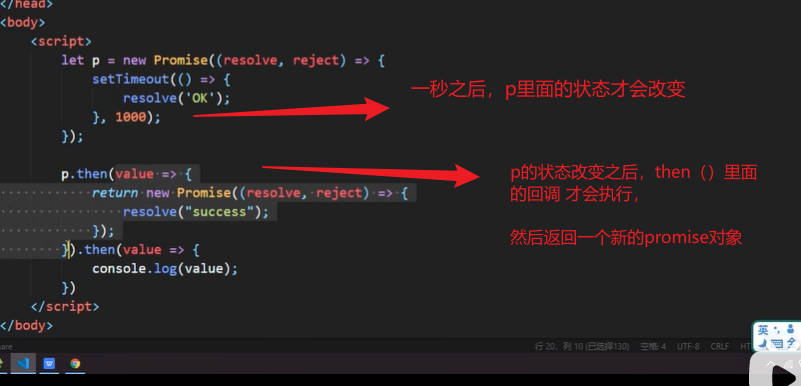 </head>
<body>
<script>
let p = new Promise((resolve, reject) => {
setTimeout(() => {
resolve('OK');
}, 1000);
});
一秒之后，p里面的状态才会改变
p.then(value => {
return new Promise((resolve, reject) => {
resolve("success");
});
}).then(value => {
console.log(value);
})
p的状态改变之后，then（）里面
的回调 才会执行，
然后返回一个新的promise对象
</script>
</body>
行 20，列 10 (已选择130) 空格: 4 UTF-8 CRLF
英